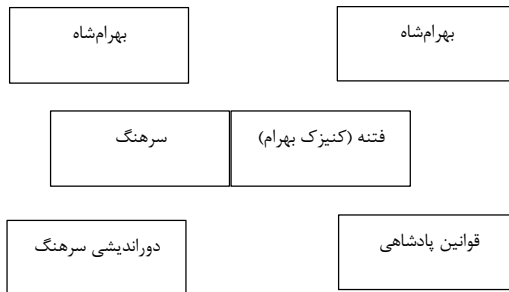 بهرام‌شاه
بهرام‌شاه
فتنه (کنیزک بهرام)
سرهنگ
قوانین پادشاهی
دوراندیشی سرهنگ